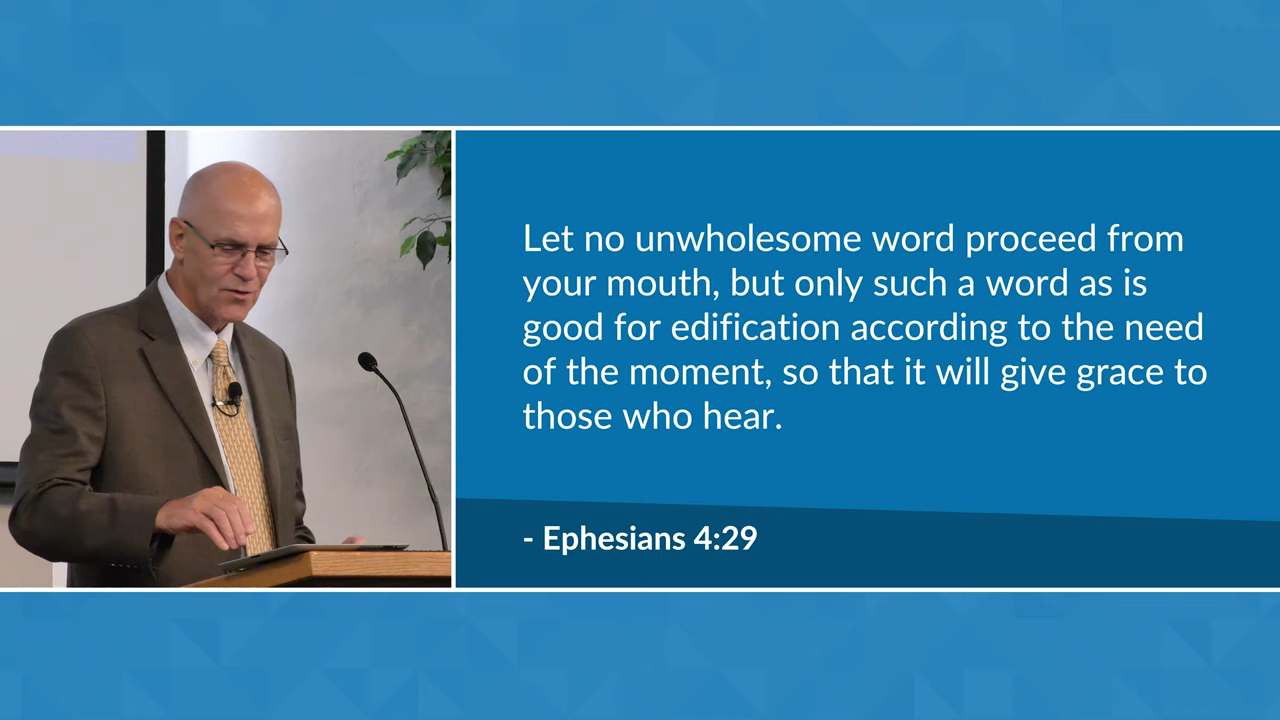 Let no unwholesome word proceed from
your mouth, but only such a word as is
good for edification according to the need
of the moment, so that it will give grace to
those who hear.
- Ephesians 4:29